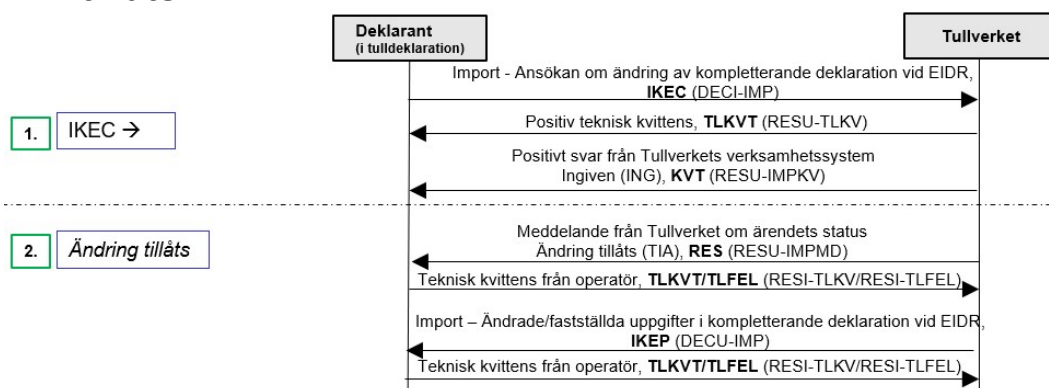 Deklarant
(i tulldeklaration)
Tullverket
Import - Ansökan om ändring av kompletterande deklaration vid EIDR,
IKEC (DECI-IMP)
1.
IKEC →
Positiv teknisk kvittens, TLKVT (RESU-TLKV)
Positivt svar från Tullverkets verksamhetssystem
Ingiven (ING), KVT (RESU-IMPKV)
2.
Ändring tillåts
Meddelande från Tullverket om ärendets status
Ändring tillåts (TIA), RES (RESU-IMPMD)
Teknisk kvittens från operatör, TLKVT/TLFEL (RESI-TLKV/RESI-TLFEL)
Import – Ändrade/fastställda uppgifter i kompletterande deklaration vid EIDR,
IKEP (DECU-IMP)
Teknisk kvittens från operatör, TLKVT/TLFEL (RESI-TLKV/RESI-TLFEL)